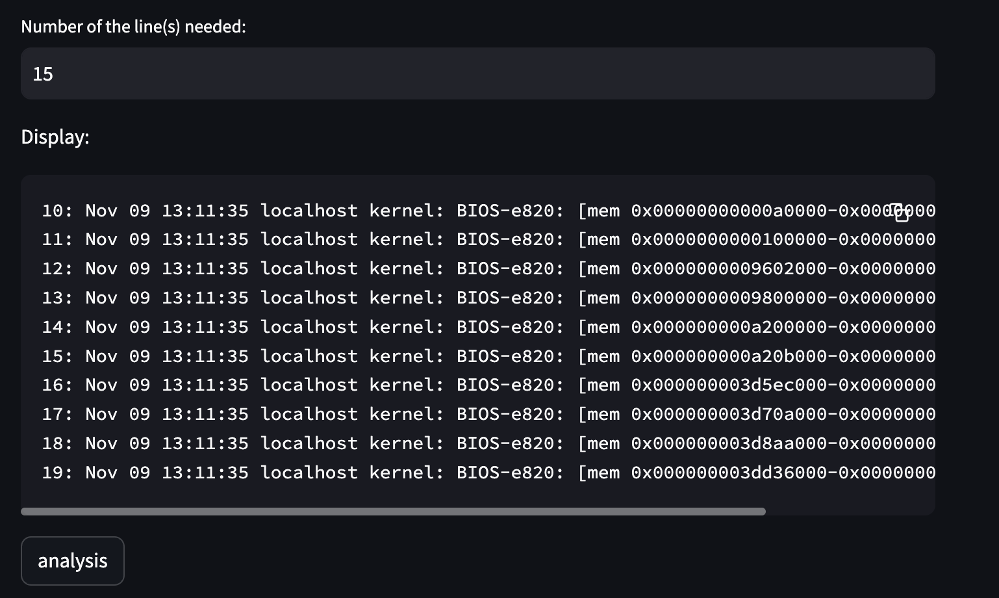 Number of the line(s) needed:
15
Display:
10: Nov 09 13:11:35 localhost kernel: BIOS-e820: [mem 0x00000000000a0000-0x0000000
11: Nov 09 13:11:35 localhost kernel: BIOS-e820: [mem 0x0000000000100000-0x0000000
12: Nov 09 13:11:35 localhost kernel: BIOS-e820: [mem 0x0000000009602000-0x0000000
13: Nov 09 13:11:35 localhost kernel: BIOS-e820: [mem 0x0000000009800000-0x0000000
14: Nov 09 13:11:35 localhost kernel: BIOS-e820: [mem 0x000000000a200000-0x0000000
15: Nov 09 13:11:35 localhost kernel: BIOS-e820: [mem 0x000000000a20b000-0x0000000
16: Nov 09 13:11:35 localhost kernel: BIOS-e820: [mem 0x000000003d5ec000-0x0000000
17: Nov 09 13:11:35 localhost kernel: BIOS-e820: [mem 0x000000003d70a000-0x0000000
18: Nov 09 13:11:35 localhost kernel: BIOS-e820: [mem 0x000000003d8aa000-0x0000000
19: Nov 09 13:11:35 localhost kernel: BIOS-e820: [mem 0x000000003dd36000-0x0000000
analysis